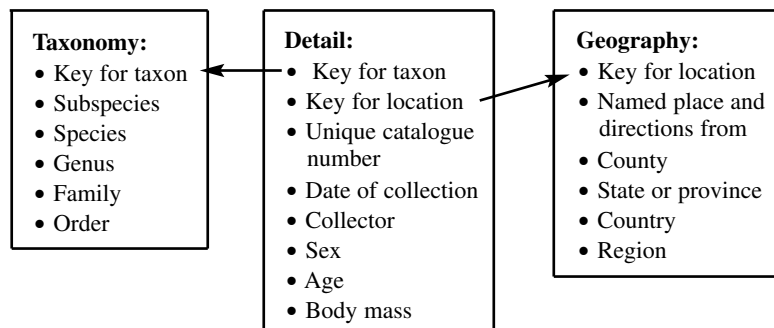 Taxonomy:
• Key for taxon
• Subspecies
• Species
• Genus
• Family
• Order
Detail:
• Key for taxon
• Key for location
• Unique catalogue
number
• Date of collection
• Collector
• Sex
• Age
• Body mass
Geography:
• Key for location
• Named place and
directions from
• County
• State or province
• Country
• Region